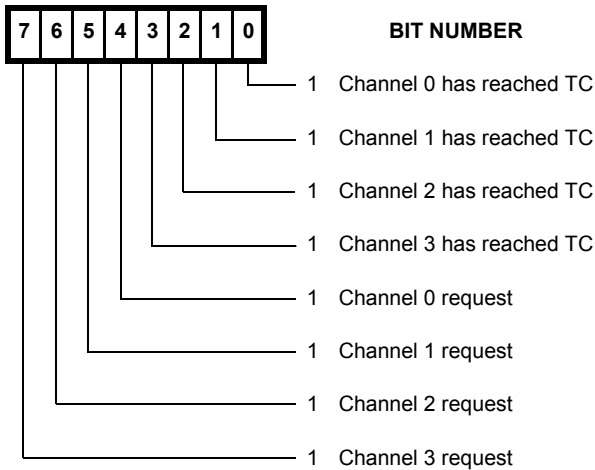 7 6 5 4 3 2 1 0 BIT NUMBER
1 Channel 0 has reached TC
1 Channel 1 has reached TC
1 Channel 2 has reached TC
1 Channel 3 has reached TC
1 Channel 0 request
1 Channel 1 request
1 Channel 2 request
1 Channel 3 request